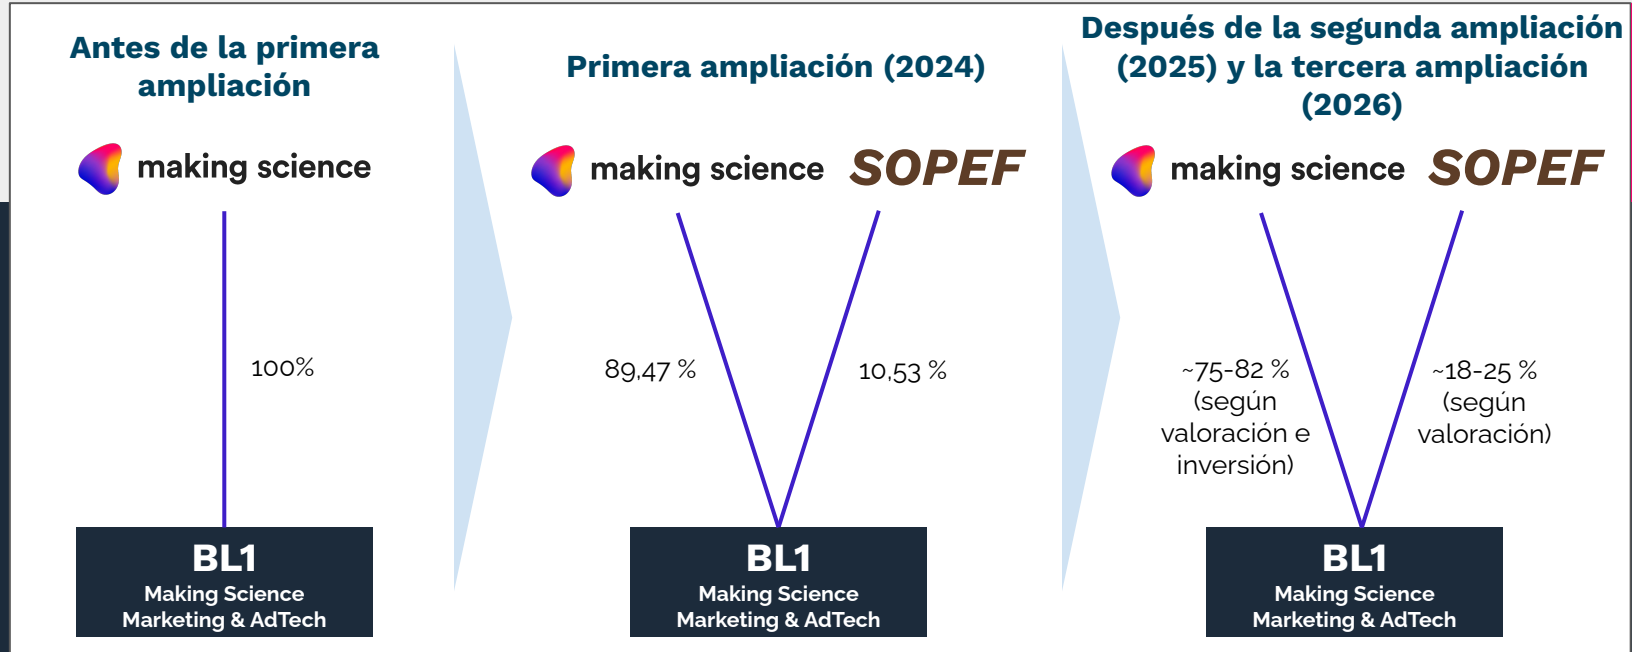 Antes de la primera
ampliación
making science
100%
BL1
Making Science
Marketing & AdTech
Primera ampliación (2024)
making science
SOPEF
89,47 %
10,53 %
BL1
Making Science
Marketing & AdTech
Después de la segunda ampliación
(2025) y la tercera ampliación
(2026)
making science
SOPEF
~75-82 %
(según
valoración e
inversión)
~18-25 %
(según
valoración)
BL1
Making Science
Marketing & AdTech